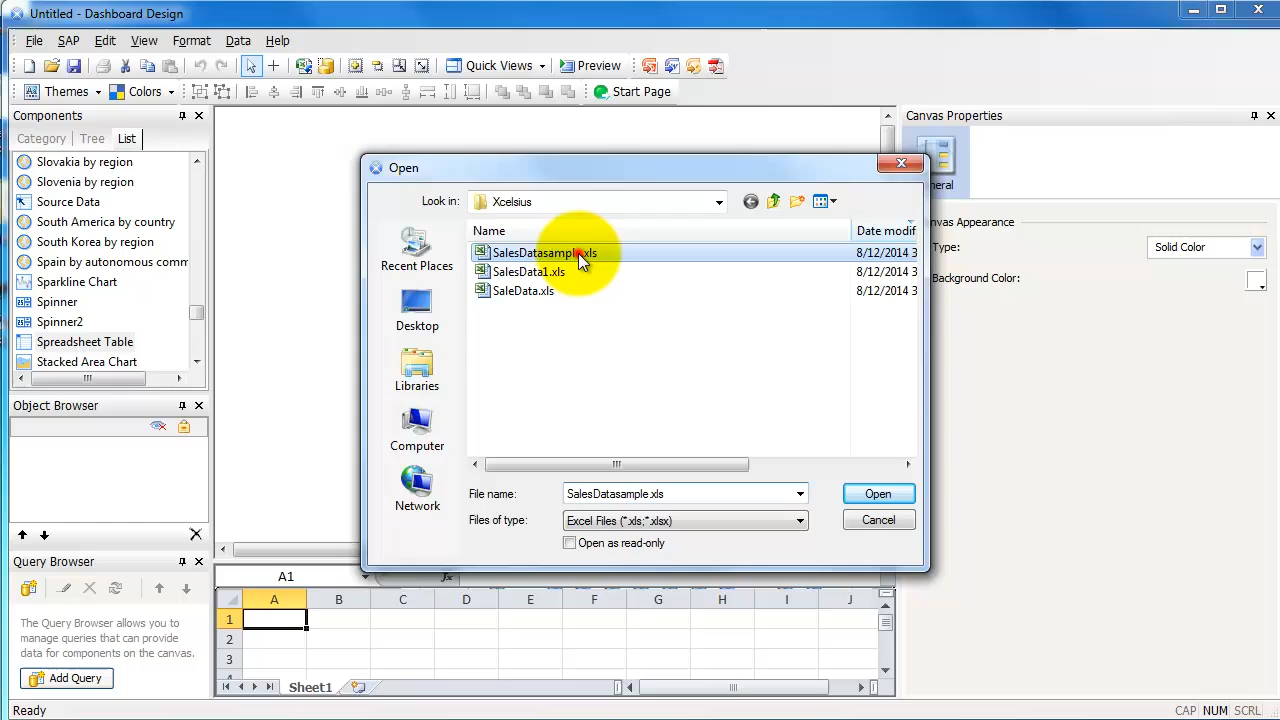 Untitled - Dashboard Design
File SAP Edit View Format Data Help
Quick Views Preview
Themes Colors Start Page
Components
Category Tree List
Slovakia by region
Slovenia by region
Source Data
South America by country
South Korea by region
Spain by autonomous comm
Sparkline Chart
Spinner
Spinner2
Spreadsheet Table
Stacked Area Chart
Object Browser
Query Browser
The Query Browser allows you to
manage queries that can provide
data for components on the canvas.
Add Query
Open
Look in: Xcelsius
Name Date modif
SalesDatasample.xls 8/12/2014 3
SalesData1.xls 8/12/2014 3
SaleData.xls 8/12/2014 3
Recent Places
Desktop
Libraries
Computer
Network
File name: SalesDatasample.xls Open
Files of type: Excel Files (*.xls;*.xlsx) Cancel
Open as read-only
Canvas Properties
neral
anvas Appearance
Type: Solid Color
Background Color:
A1 fx
A B C D E F G H I J
1
2
3
4
Sheet1
Ready CAP NUM SCRL